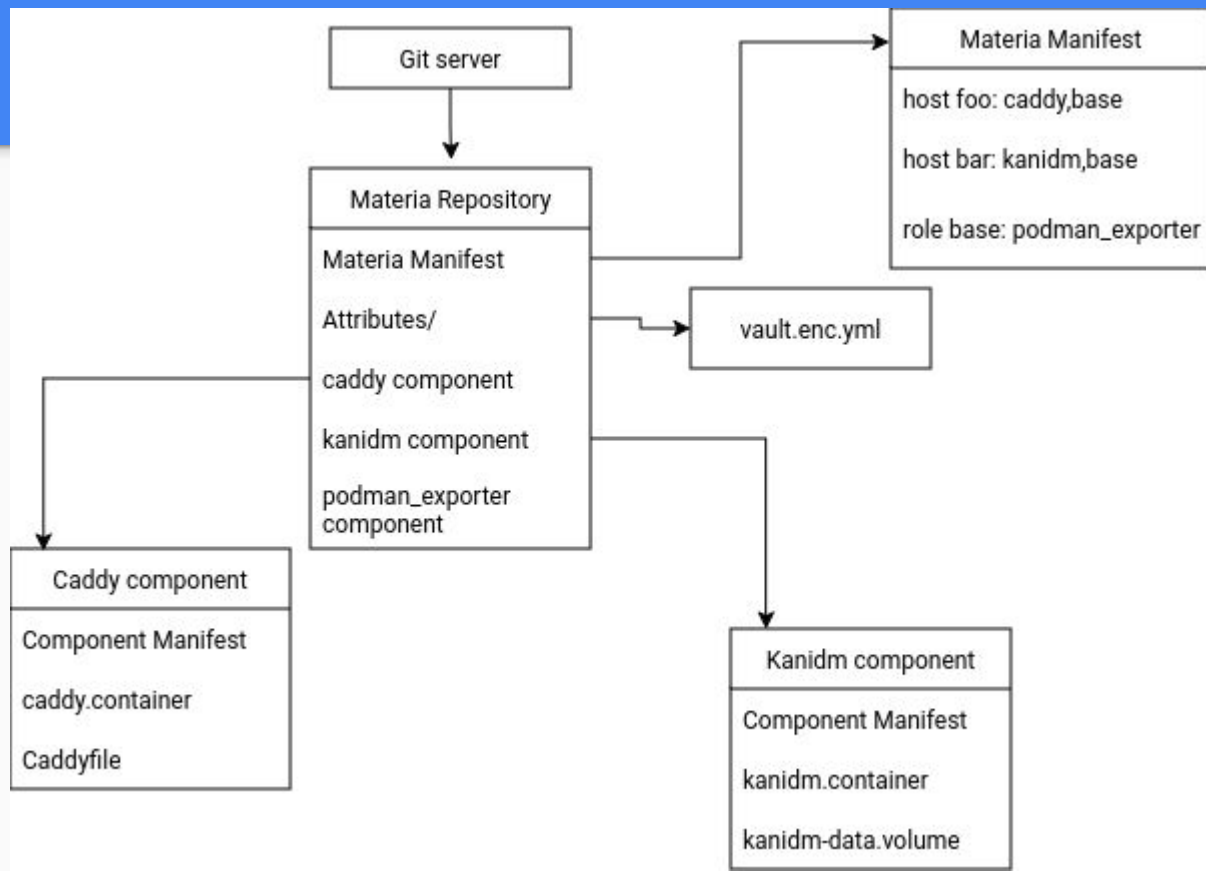 Git server
Materia Repository
Materia Manifest
Attributes/
caddy component
kanidm component
podman_exporter
component
Materia Manifest
host foo: caddy,base
host bar: kanidm,base
role base: podman_exporter
vault.enc.yml
Caddy component
Component Manifest
caddy.container
Caddyfile
Kanidm component
Component Manifest
kanidm.container
kanidm-data.volume